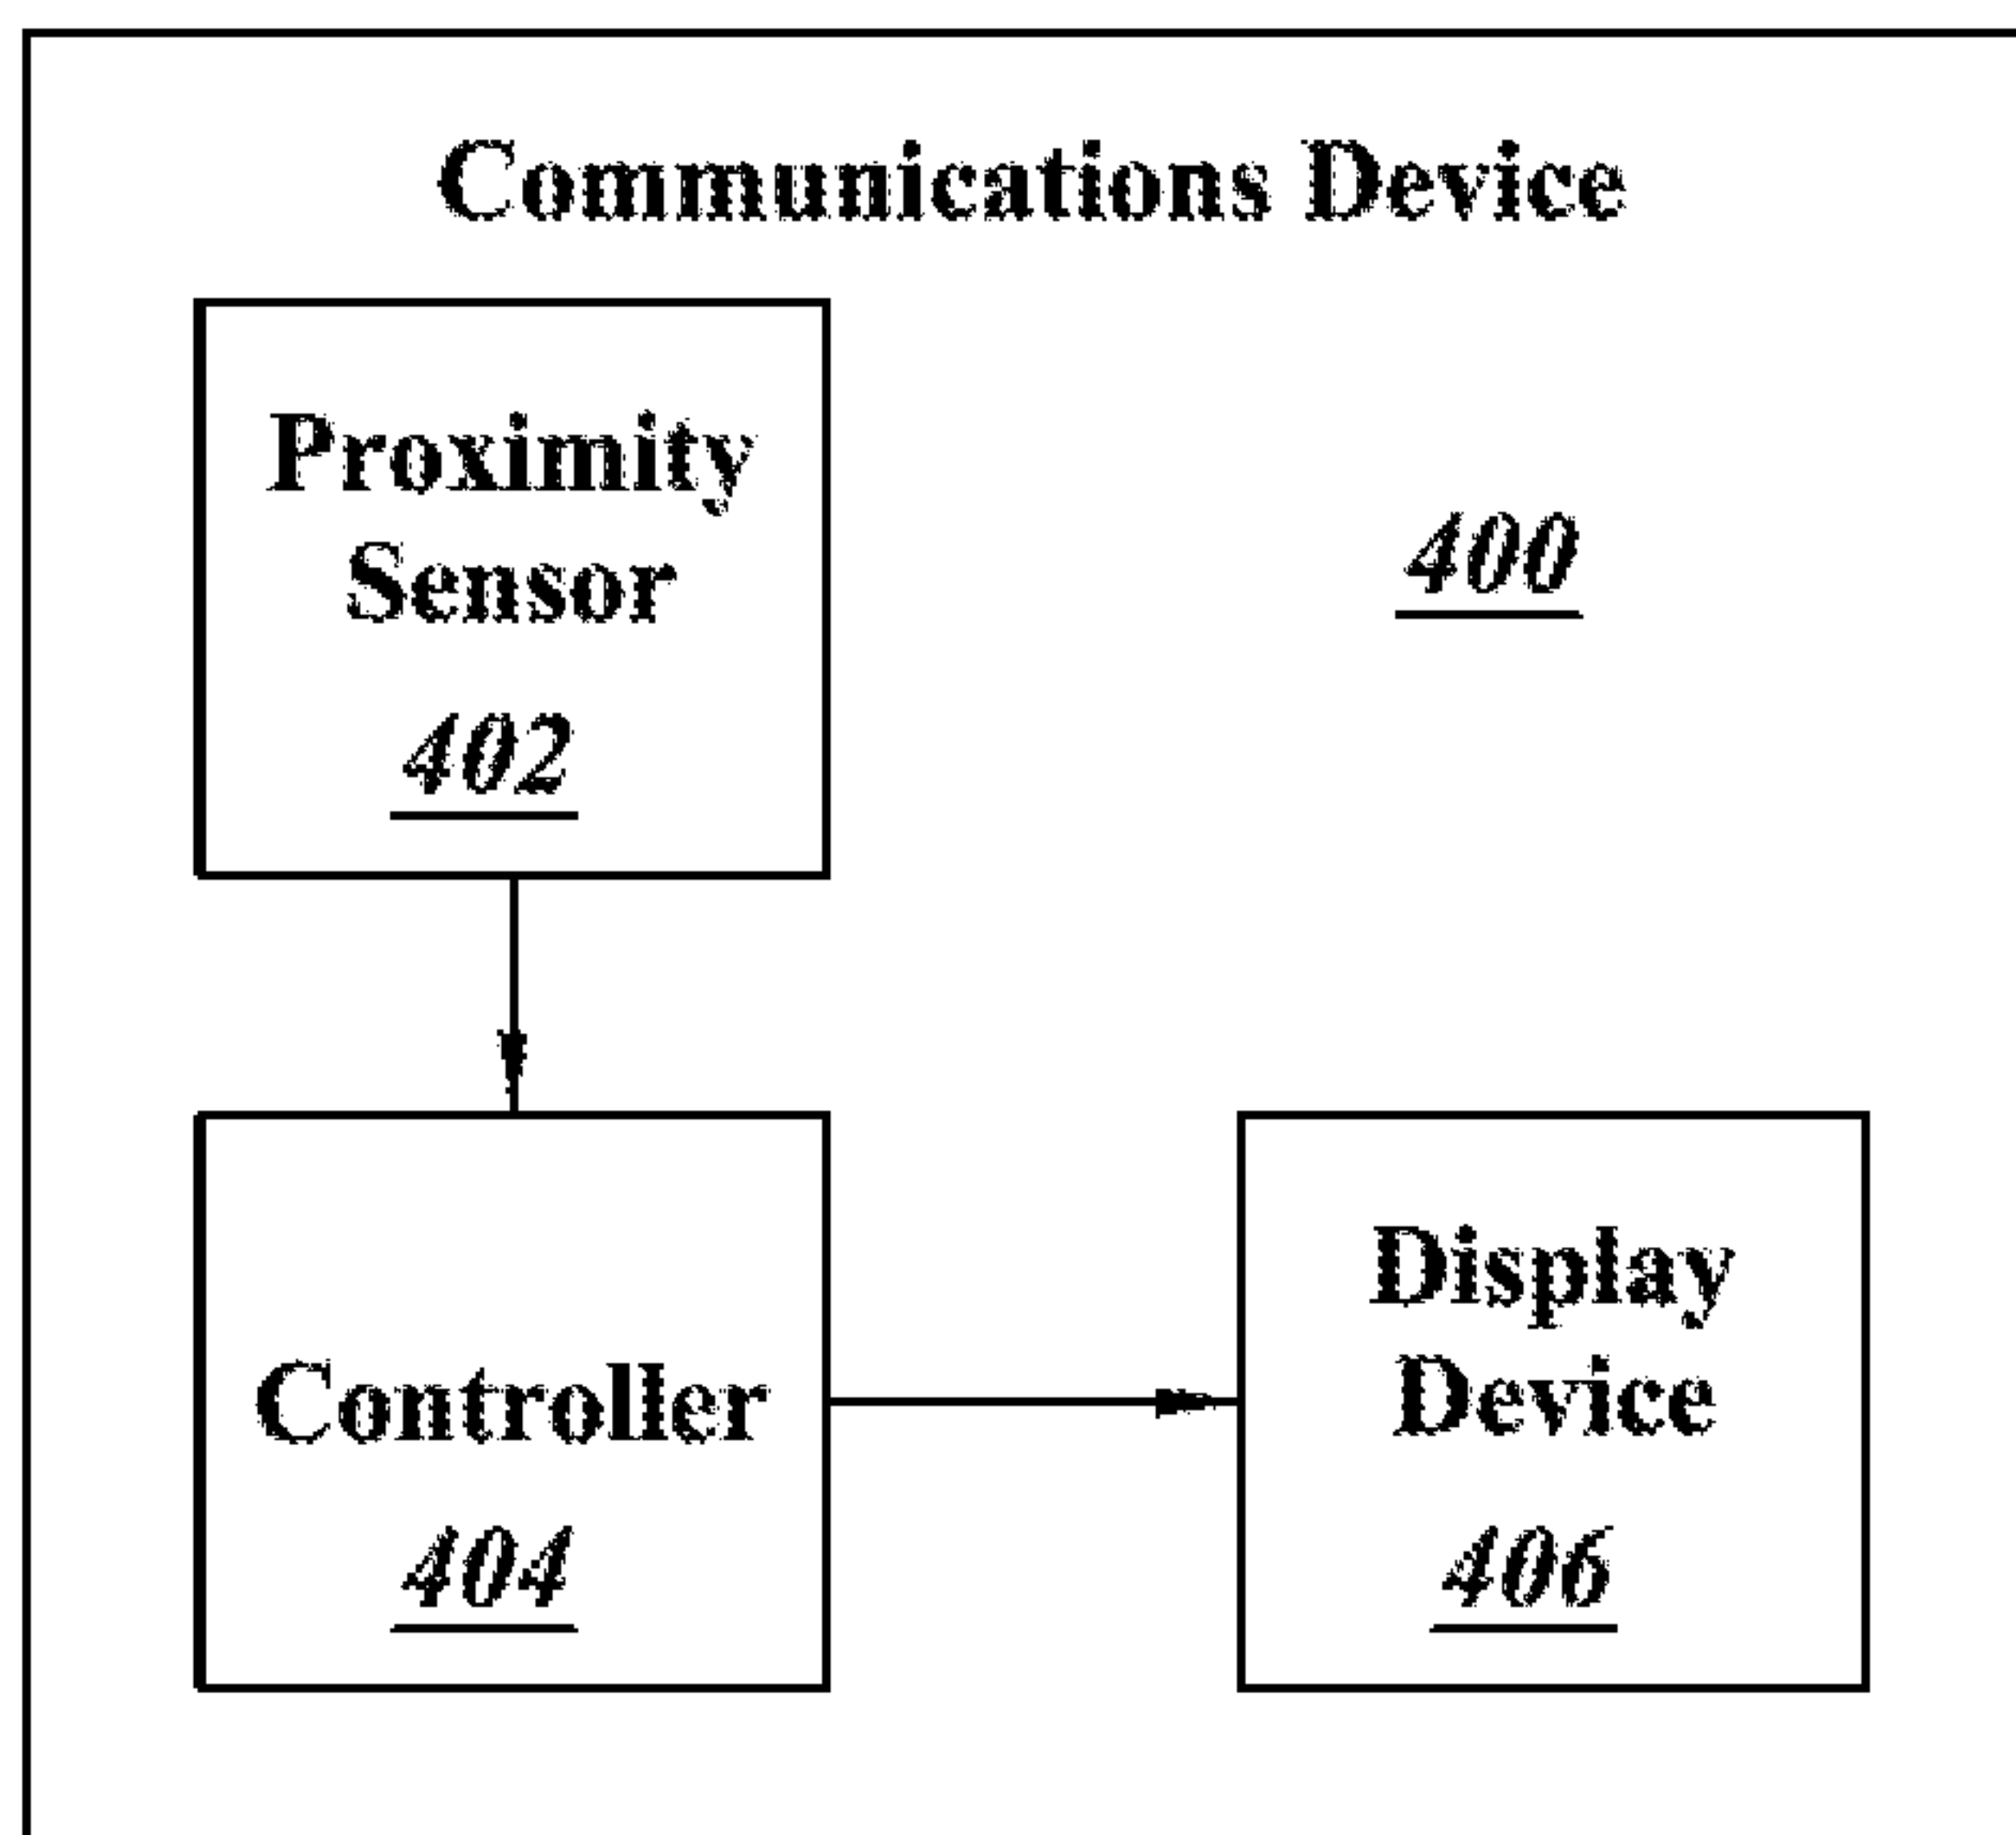 Communications Device
Proximity
Sensor
402
400
Controller
404
Display
Device
406